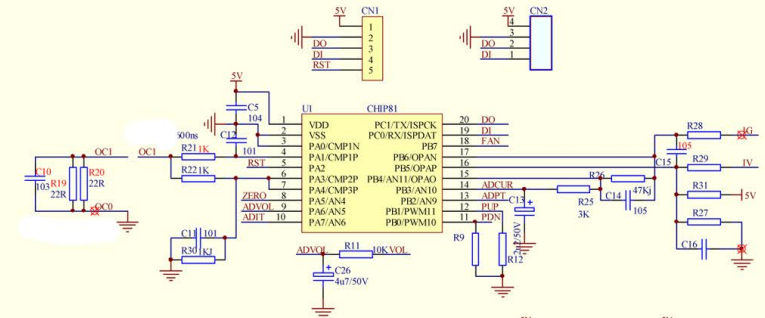 CN1
5V
1
2
3
4
5
DO
DI
RST
CN2
5V
4
3
2
1
DO
DI
5V
C5
104
C12
101
U1
CHIP81
1 VDD
2 VSS
3 PA0/CMP1N
4 PA1/CMP1P
5 PA2
6 PA3/CMP2P
7 PA4/CMP3P
8 PA5/AN4
9 PA6/AN5
10 PA7/AN6
PC1/TX/ISPCK 20 DO
PC0/RX/ISPDAT 19 DI
PB7 18 FAN
PB6/OPAN 17
PB5/OPAP 16
PB4/AN11/OPAO 15
PB3/AN10 14 ADCUR
PB2/AN9 13 ADPT
PB1/PWMI1 12 PUP
PB0/PWMI0 11 PDN
OC1
OC1
R21 1K
R22 1K
RST
ZERO
ADVOL
ADIT
C10
103
R19
22R
R20
22R
OC0
C11 101
R30 1KJ
ADVOL
R11
10K
VOL
C26
4u7/50V
R9
R12
C13
R25
3K
R26
47Kj
C14
105
C15
105
R28
IG
R29
IV
R31
5V
R27
C16